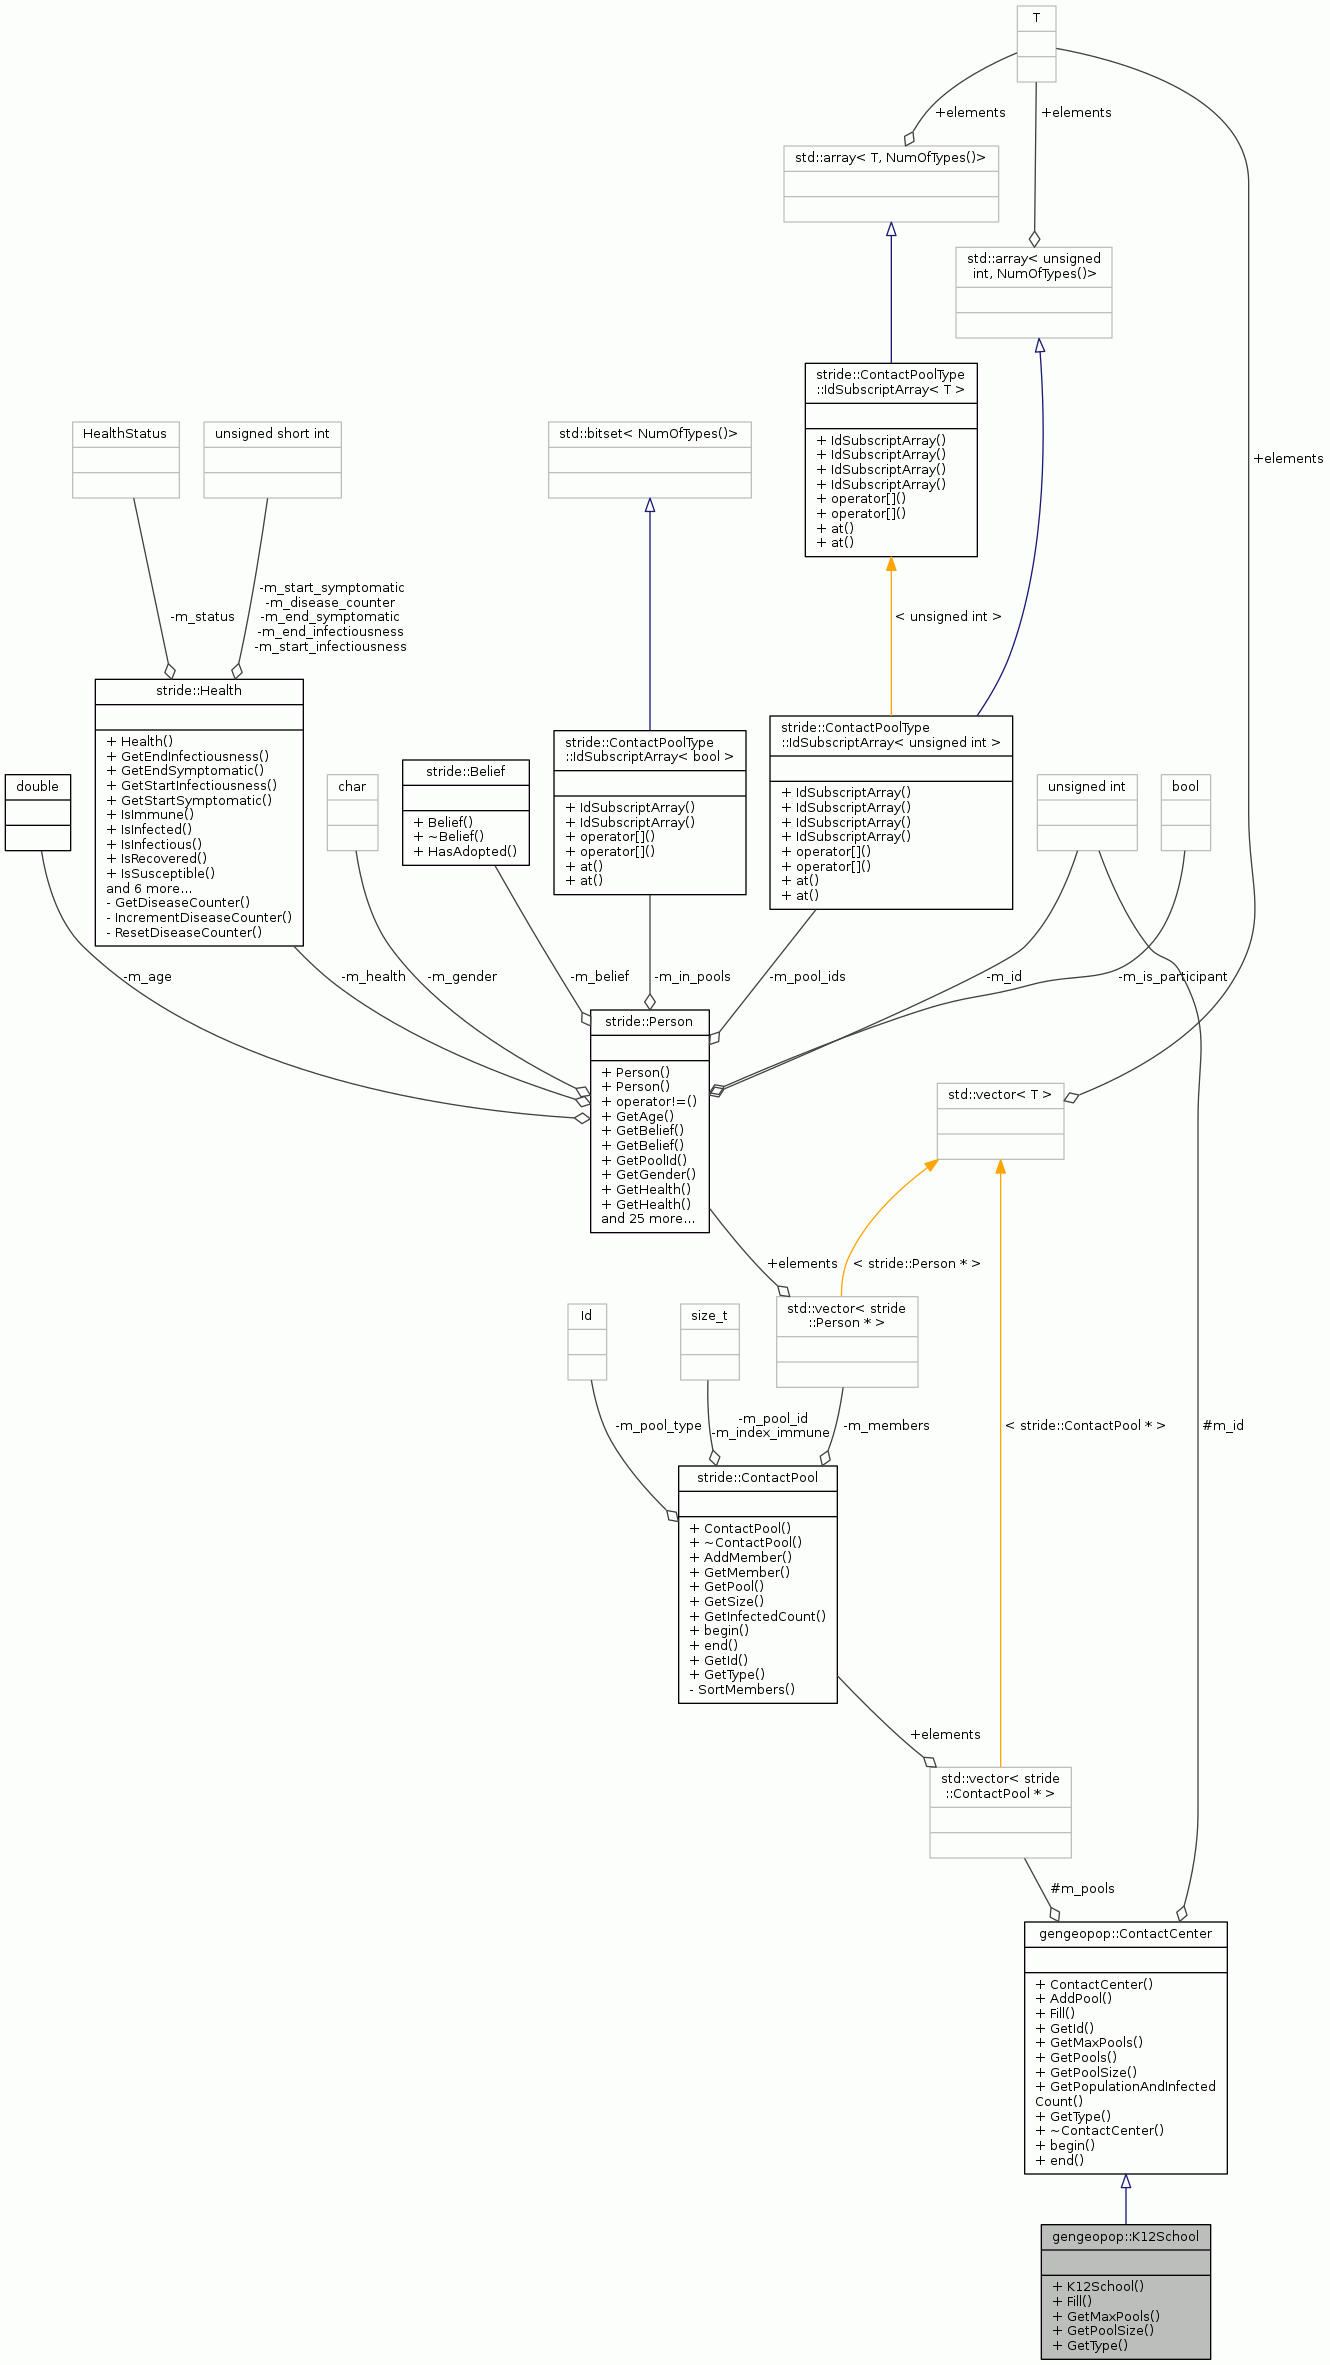 T
+elements
+elements
std::array< T, NumOfTypes()>
std::array< unsigned
int, NumOfTypes()>
stride::ContactPoolType
::IdSubscriptArray< T >
+ IdSubscriptArray()
+ IdSubscriptArray()
+ IdSubscriptArray()
+ IdSubscriptArray()
+ operator[]()
+ operator[]()
+ at()
+ at()
+elements
HealthStatus
unsigned short int
std::bitset< NumOfTypes()>
-m_status
-m_start_symptomatic
-m_disease_counter
-m_end_symptomatic
-m_end_infectiousness
-m_start_infectiousness
< unsigned int >
stride::Health
+ Health()
+ GetEndInfectiousness()
+ GetEndSymptomatic()
+ GetStartInfectiousness()
+ GetStartSymptomatic()
+ IsImmune()
+ IsInfected()
+ IsInfectious()
+ IsRecovered()
+ IsSusceptible()
and 6 more...
- GetDiseaseCounter()
- IncrementDiseaseCounter()
- ResetDiseaseCounter()
double
char
stride::Belief
+ Belief()
+ ~Belief()
+ HasAdopted()
stride::ContactPoolType
::IdSubscriptArray< bool >
+ IdSubscriptArray()
+ IdSubscriptArray()
+ operator[]()
+ operator[]()
+ at()
+ at()
stride::ContactPoolType
::IdSubscriptArray< unsigned int >
+ IdSubscriptArray()
+ IdSubscriptArray()
+ IdSubscriptArray()
+ IdSubscriptArray()
+ operator[]()
+ operator[]()
+ at()
+ at()
unsigned int
bool
-m_age
-m_health
-m_gender
-m_belief
-m_in_pools
-m_pool_ids
-m_id
-m_is_participant
stride::Person
+ Person()
+ Person()
+ operator!=()
+ GetAge()
+ GetBelief()
+ GetBelief()
+ GetPoolId()
+ GetGender()
+ GetHealth()
+ GetHealth()
and 25 more...
std::vector< T >
+elements
< stride::Person * >
Id
size_t
std::vector< stride
::Person * >
-m_pool_type
-m_pool_id
-m_index_immune
-m_members
< stride::ContactPool * >
#m_id
stride::ContactPool
+ ContactPool()
+ ~ContactPool()
+ AddMember()
+ GetMember()
+ GetPool()
+ GetSize()
+ GetInfectedCount()
+ begin()
+ end()
+ GetId()
+ GetType()
- SortMembers()
+elements
std::vector< stride
::ContactPool * >
#m_pools
gengeopop::ContactCenter
+ ContactCenter()
+ AddPool()
+ Fill()
+ GetId()
+ GetMaxPools()
+ GetPools()
+ GetPoolSize()
+ GetPopulationAndInfected
Count()
+ GetType()
+ ~ContactCenter()
+ begin()
+ end()
gengeopop::K12School
+ K12School()
+ Fill()
+ GetMaxPools()
+ GetPoolSize()
+ GetType()